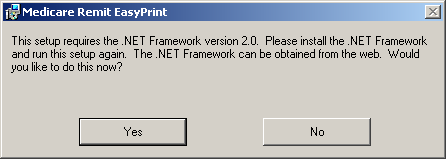 Medicare Remit EasyPrint
This setup requires the .NET Framework version 2.0.  Please install the .NET Framework
and run this setup again.  The .NET Framework can be obtained from the web.  Would
you like to do this now?
Yes
No